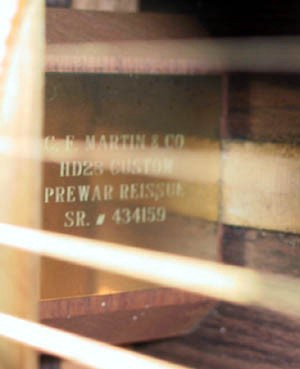 C. F. MARTIN & CO
HD28 CUSTOM
PREWAR REISSUE
SR. # 434159